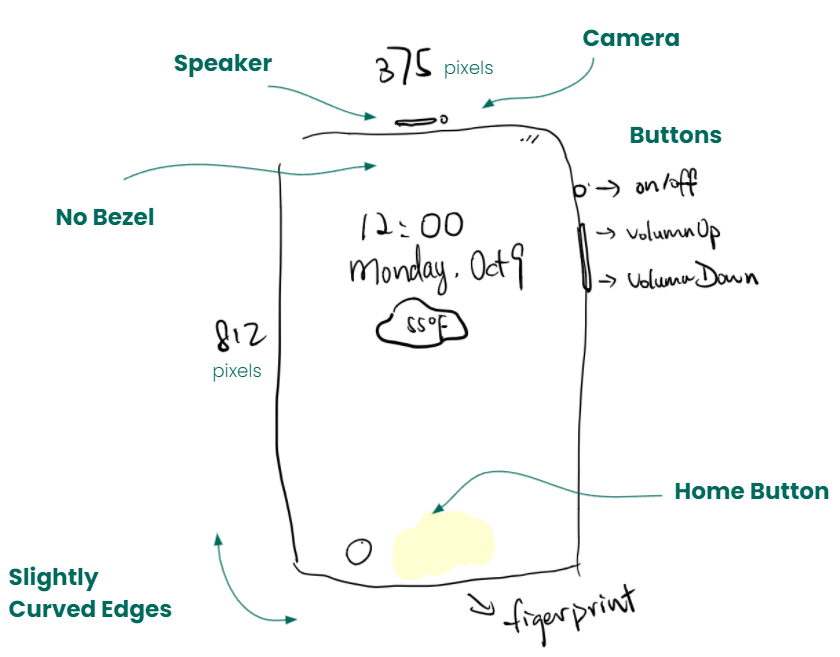 Camera
Speaker
375 pixels
Buttons
on/off
No Bezel
12:00
volumnUp
Monday. Oct 9
VolumnDown
55°F
812
pixels
Home Button
Slightly
Curved Edges
figerprint